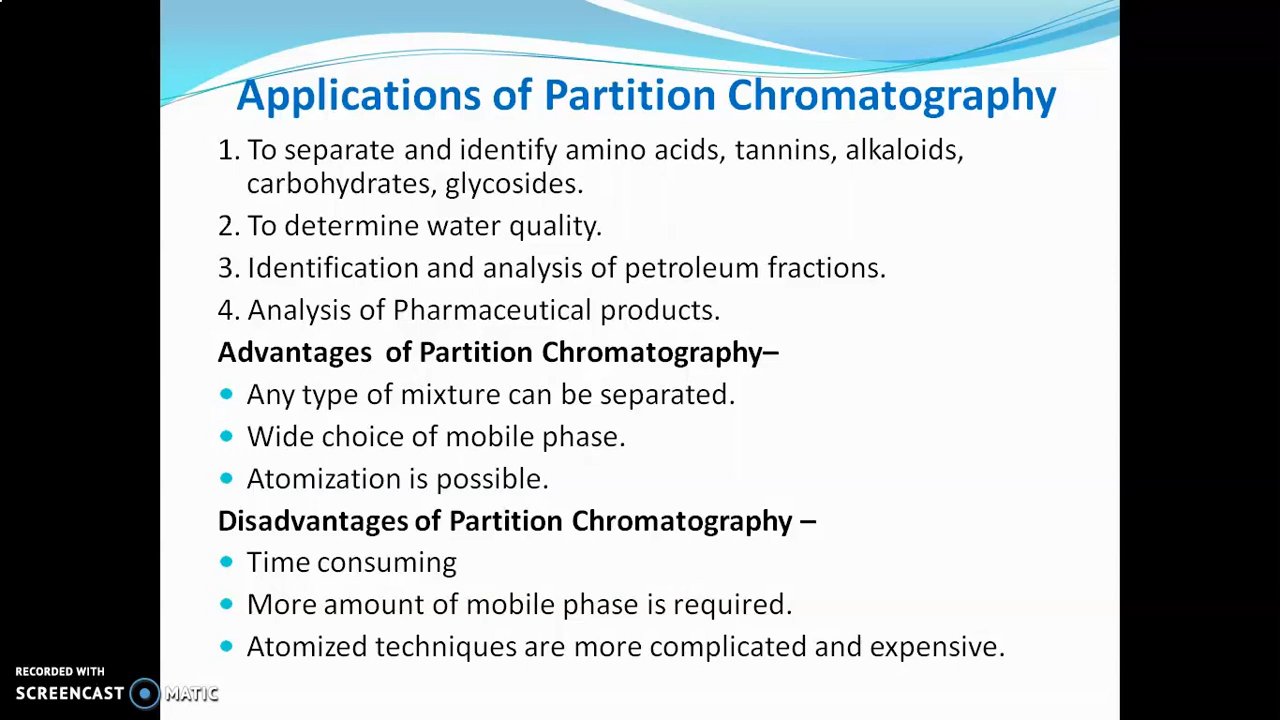 Applications of Partition Chromatography
1. To separate and identify amino acids, tannins, alkaloids,
carbohydrates, glycosides.
2. To determine water quality.
3. Identification and analysis of petroleum fractions.
4. Analysis of Pharmaceutical products.
Advantages of Partition Chromatography–
• Any type of mixture can be separated.
• Wide choice of mobile phase.
• Atomization is possible.
Disadvantages of Partition Chromatography –
• Time consuming
• More amount of mobile phase is required.
• Atomized techniques are more complicated and expensive.
RECORDED WITH
SCREENCAST MATIC